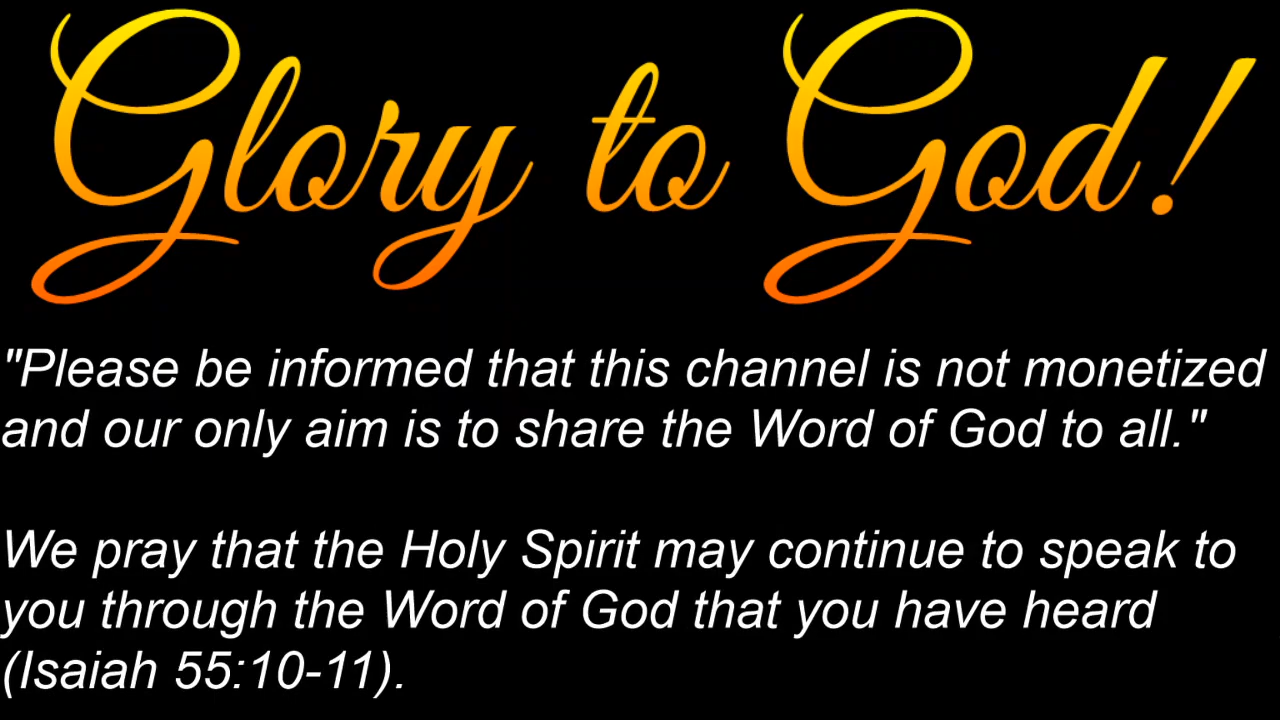 Glory to God!
"Please be informed that this channel is not monetized
and our only aim is to share the Word of God to all."
We pray that the Holy Spirit may continue to speak to
you through the Word of God that you have heard
(Isaiah 55:10-11).